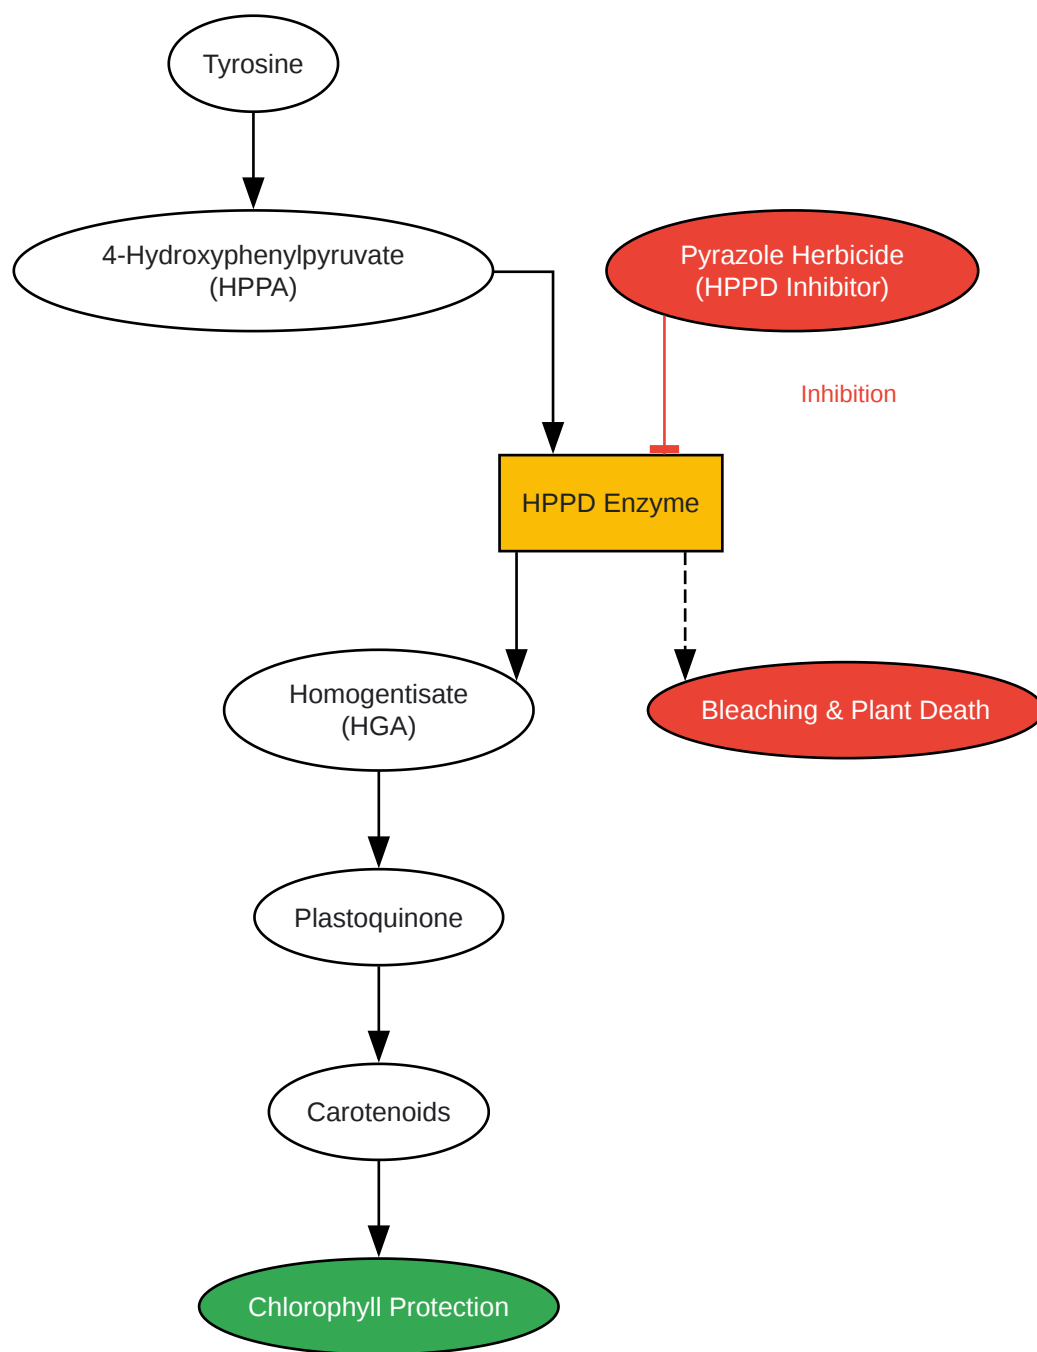 Tyrosine
4-Hydroxyphenylpyruvate
(HPPA)
Pyrazole Herbicide
(HPPD Inhibitor)
Inhibition
HPPD Enzyme
Homogentisate
(HGA)
Bleaching & Plant Death
Plastoquinone
Carotenoids
Chlorophyll Protection